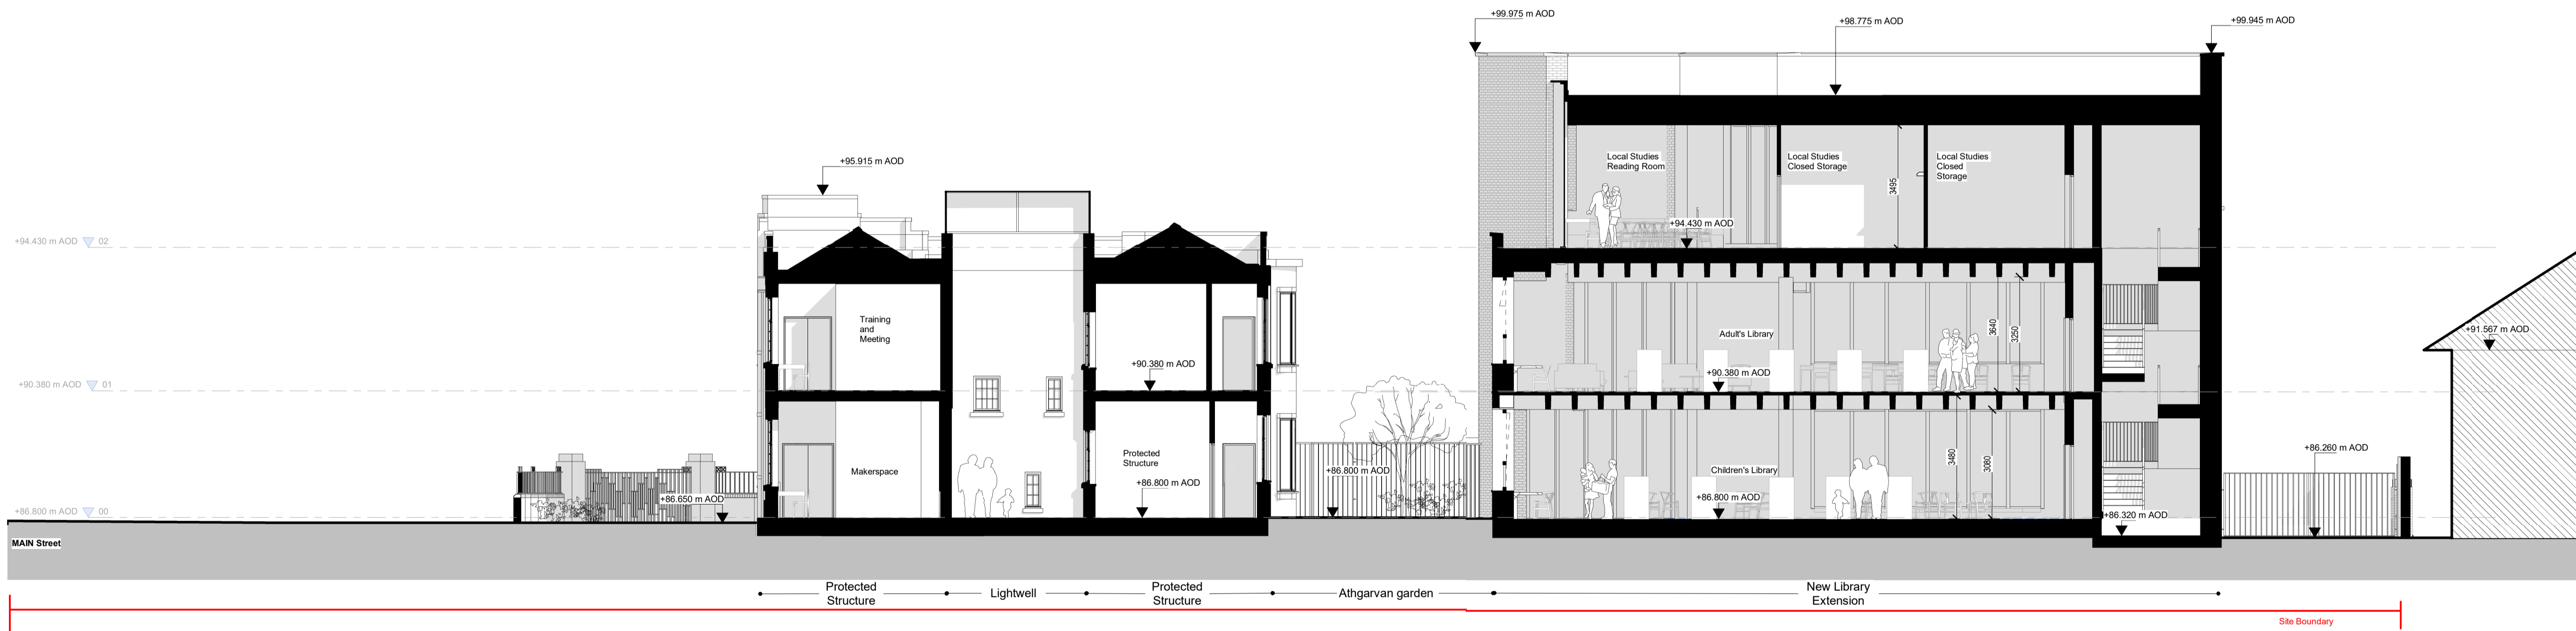 +99.975 m AOD
+98.775 m AOD
+99.945 m AOD
+95.915 m AOD
Local Studies
Reading Room
Local Studies
Closed Storage
Local Studies
Closed
Storage
3495
+94.430 m AOD
+94.430 m AOD 02
Training
and
Meeting
Adult's Library
3640
3250
+91.567 m AOD
+90.380 m AOD
+90.380 m AOD
+90.380 m AOD 01
Makerspace
Protected
Structure
+86.800 m AOD
+86.800 m AOD
Children's Library
3480
3080
+86.800 m AOD
+86.260 m AOD
+86.650 m AOD
+86.800 m AOD 00
+86.320 m AOD
MAIN Street
Protected
Structure
Lightwell
Protected
Structure
Athgarvan garden
New Library
Extension
Site Boundary